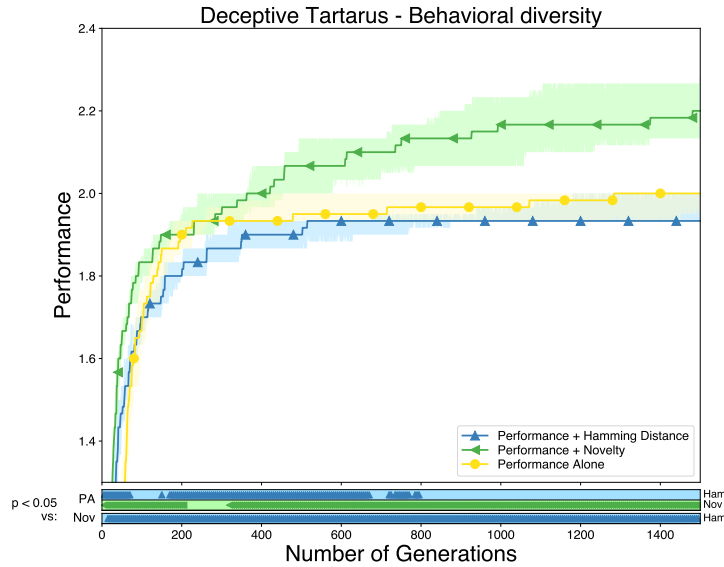 Deceptive Tartarus - Behavioral diversity
2.4
2.2
2.0
1.8
1.6
1.4
Performance
Performance + Hamming Distance
Performance + Novelty
Performance Alone
p < 0.05
vs:
PA
Ham
Nov
Nov
Ham
0 200 400 600 800 1000 1200 1400
Number of Generations